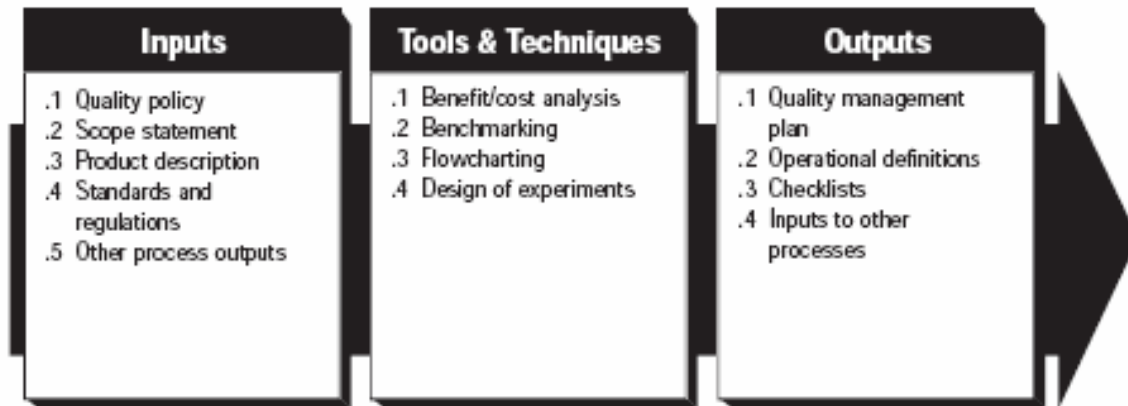 Inputs
.1 Quality policy
.2 Scope statement
.3 Product description
.4 Standards and
regulations
.5 Other process outputs
Tools & Techniques
.1 Benefit/cost analysis
.2 Benchmarking
.3 Flowcharting
.4 Design of experiments
Outputs
.1 Quality management
plan
.2 Operational definitions
.3 Checklists
.4 Inputs to other
processes